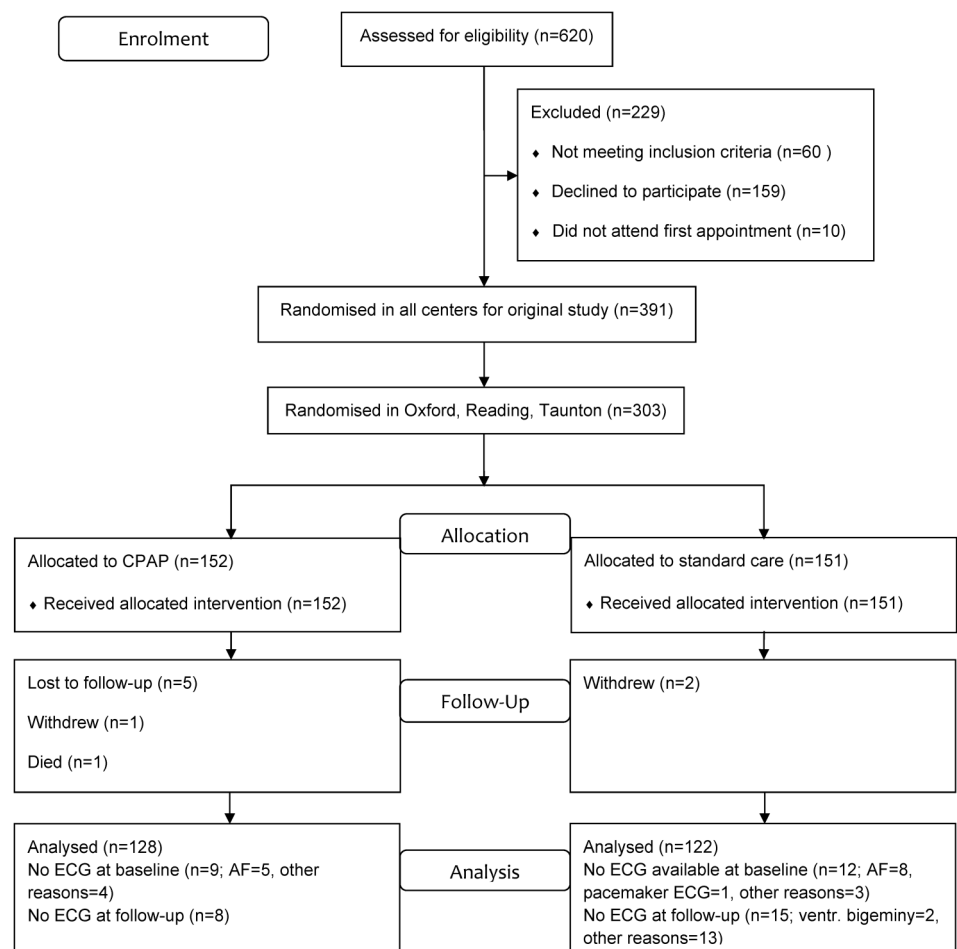 Enrolment
Assessed for eligibility (n=620)
Excluded (n=229)
♦ Not meeting inclusion criteria (n=60 )
♦ Declined to participate (n=159)
♦ Did not attend first appointment (n=10)
Randomised in all centers for original study (n=391)
Randomised in Oxford, Reading, Taunton (n=303)
Allocation
Allocated to CPAP (n=152)
♦ Received allocated intervention (n=152)
Allocated to standard care (n=151)
♦ Received allocated intervention (n=151)
Follow-Up
Lost to follow-up (n=5)
Withdrew (n=1)
Died (n=1)
Withdrew (n=2)
Analysis
Analysed (n=128)
No ECG at baseline (n=9; AF=5, other
reasons=4)
No ECG at follow-up (n=8)
Analysed (n=122)
No ECG available at baseline (n=12; AF=8,
pacemaker ECG=1, other reasons=3)
No ECG at follow-up (n=15; ventr. bigeminy=2,
other reasons=13)